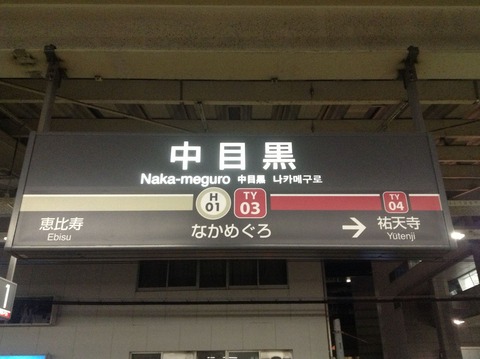 中目黒
Naka-meguro 中目黒 나카메구로
H 01
TY 03
TY 04
恵比寿
Ebisu
なかめぐろ
→ 祐天寺
Yūtenji
1